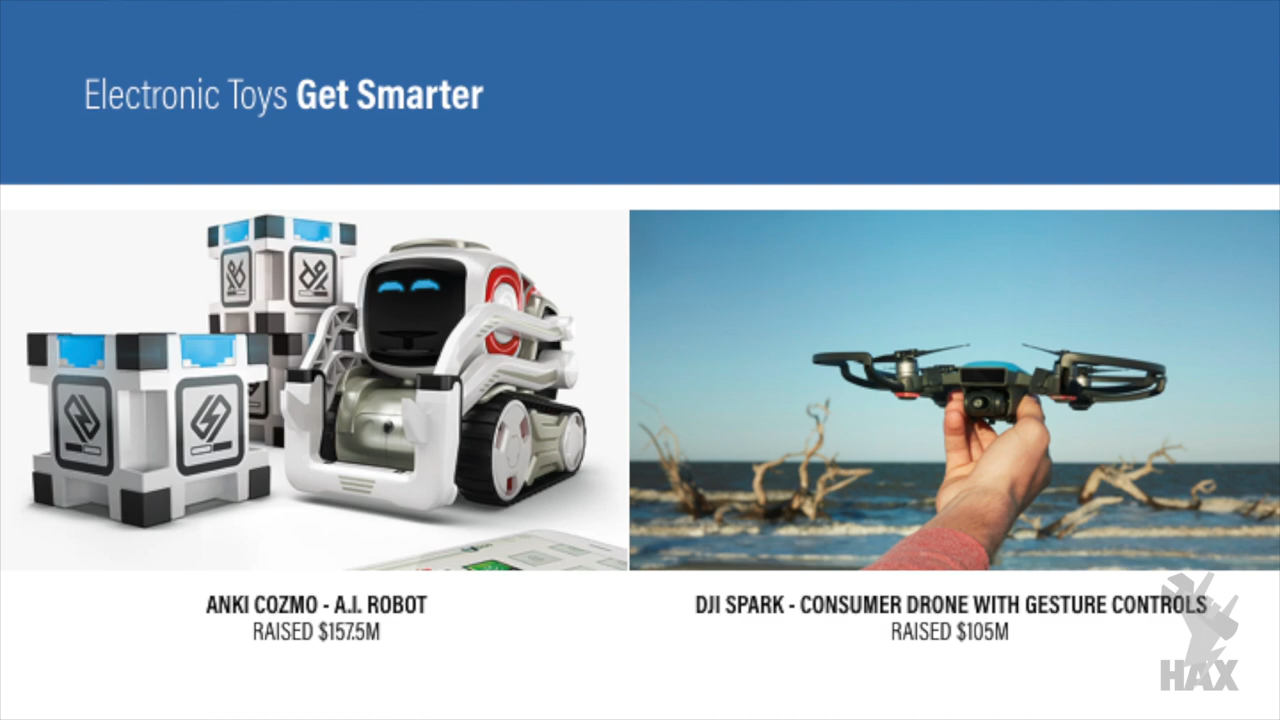 Electronic Toys Get Smarter
ANKI COZMO - A.I. ROBOT
RAISED $157.5M
DJI SPARK - CONSUMER DRONE WITH GESTURE CONTROLS
RAISED $105M
HAX